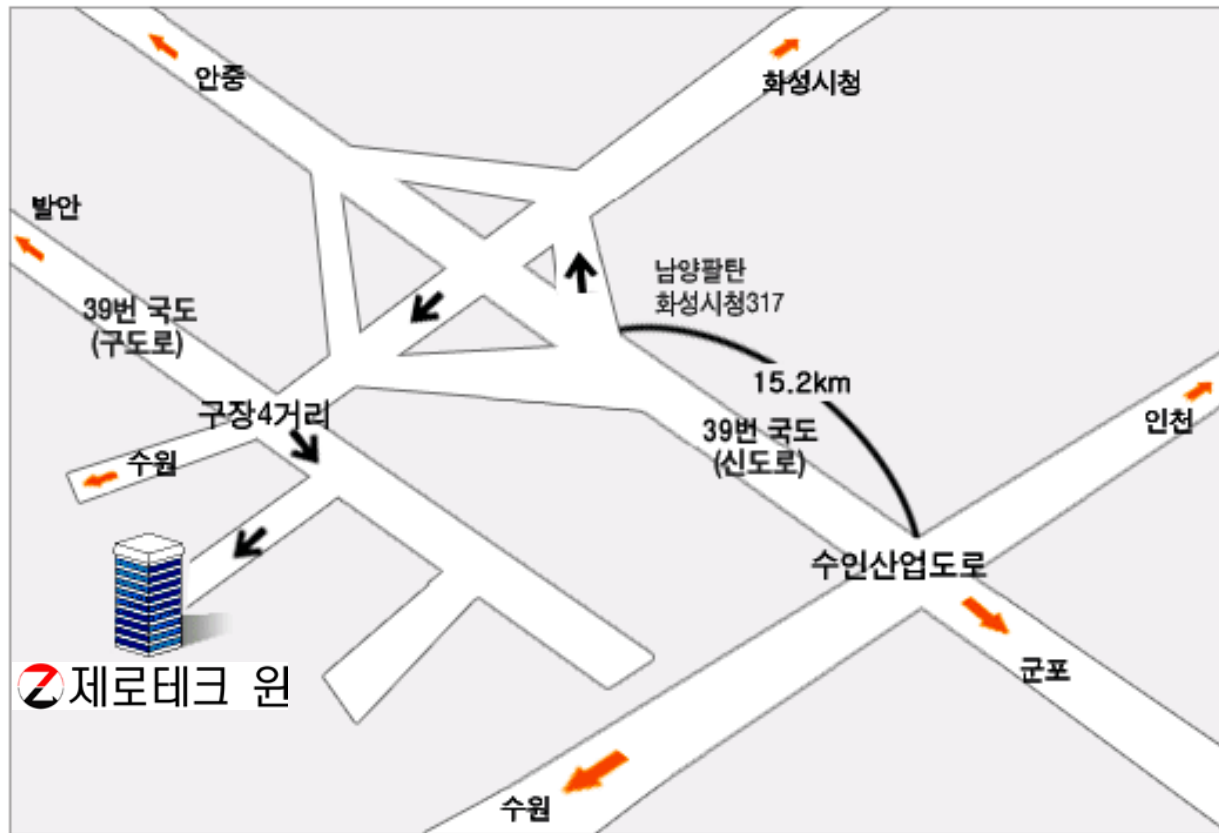 안중
화성시청
발안
39번 국도
(구도로)
남양팔탄
화성시청317
15.2km
구장4거리
수원
39번 국도
(신도로)
인천
수인산업도로
군포
제로테크 윈
수원